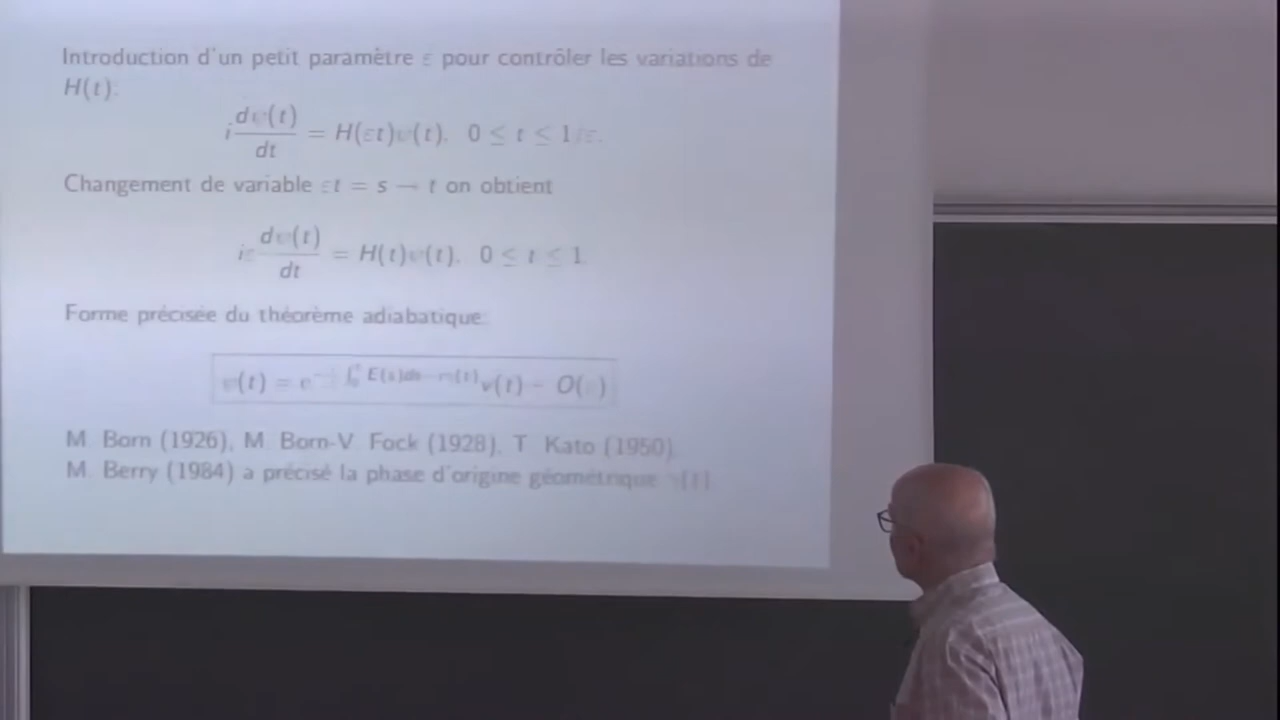 Introduction d'un petit paramètre ε pour contrôler les variations de
H(t):
i dψ(t)/dt = H(εt)ψ(t), 0 ≤ t ≤ 1/ε.
Changement de variable εt = s → t on obtient
iε dψ(t)/dt = H(t)ψ(t), 0 ≤ t ≤ 1
Forme précisée du théorème adiabatique:
ψ(t) = e ∫ E(s)ds v(t) O(ε)
M. Born (1926), M. Born-V. Fock (1928), T. Kato (1950)
M. Berry (1984) a précisé la phase d'origine géométrique